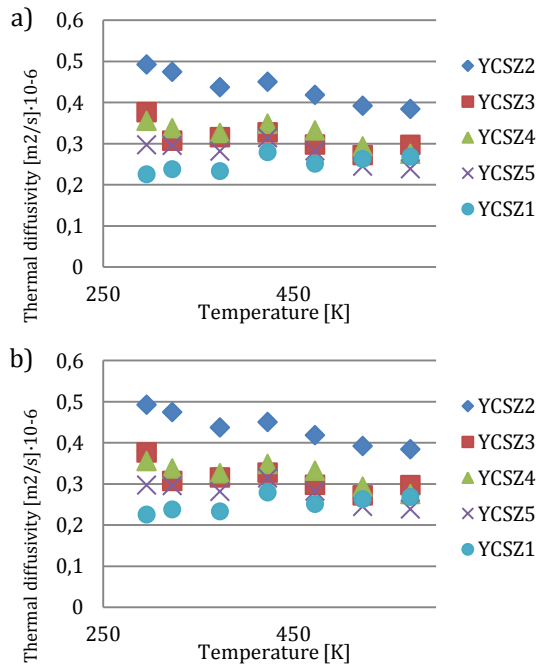 a)
Thermal diffusivity [m2/s]·10-6
0,6
0,5
0,4
0,3
0,2
0,1
0
250
450
Temperature [K]
YCSZ2
YCSZ3
YCSZ4
YCSZ5
YCSZ1
b)
Thermal diffusivity [m2/s]·10-6
0,6
0,5
0,4
0,3
0,2
0,1
0
250
450
Temperature [K]
YCSZ2
YCSZ3
YCSZ4
YCSZ5
YCSZ1